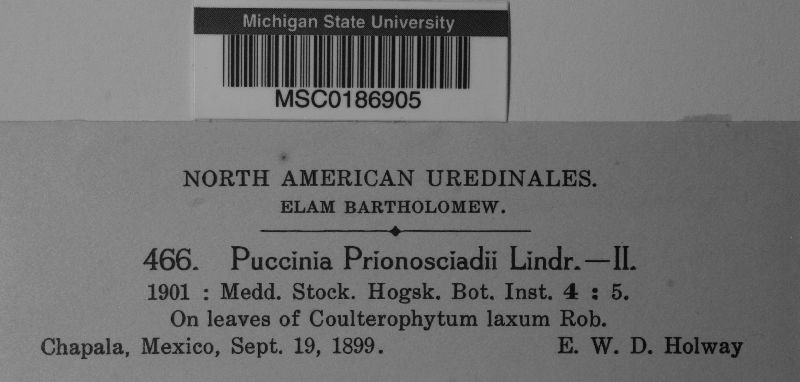 Michigan State University
MSC0186905
NORTH AMERICAN UREDINALES.
ELAM BARTHOLOMEW.
466. Puccinia Prionosciadii Lindr.—II.
1901 : Medd. Stock. Hogsk. Bot. Inst. 4 : 5.
On leaves of Coulterophytum laxum Rob.
Chapala, Mexico, Sept. 19, 1899. E. W. D. Holway